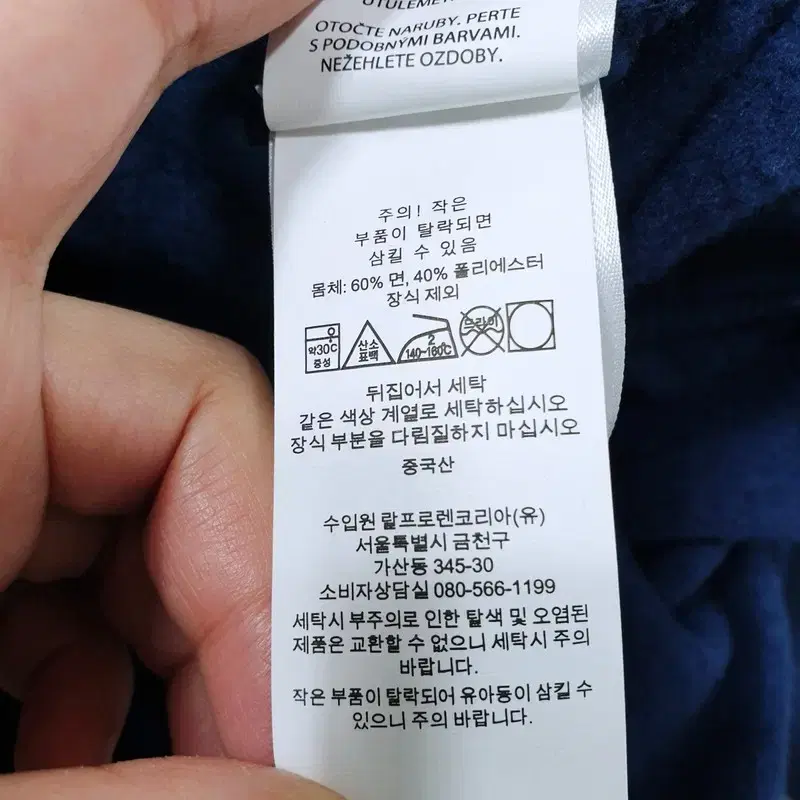 OTOČTE NARUBY. PERTE
S PODOBNÝMI BARVAMI.
NEŽEHLETE OZDOBY.
주의! 작은
부품이 탈락되면
삼킬 수 있음
몸체: 60% 면, 40% 폴리에스터
장식 제외
약30℃
중성
산소
표백
2
140~160℃
드라이
뒤집어서 세탁
같은 색상 계열로 세탁하십시오
장식 부분을 다림질하지 마십시오
중국산
수입원 랄프로렌코리아(유)
서울특별시 금천구
가산동 345-30
소비자상담실 080-566-1199
세탁시 부주의로 인한 탈색 및 오염된
제품은 교환할 수 없으니 세탁시 주의
바랍니다.
작은 부품이 탈락되어 유아동이 삼킬 수
있으니 주의 바랍니다.